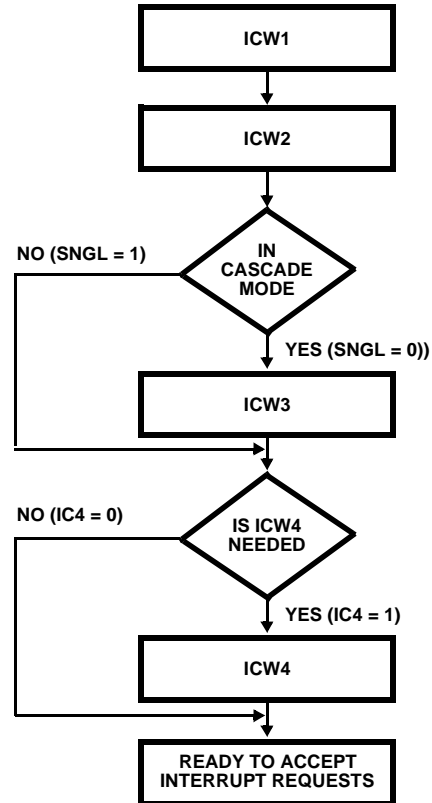 ICW1
ICW2
IN
CASCADE
MODE
NO (SNGL = 1)
YES (SNGL = 0))
ICW3
IS ICW4
NEEDED
NO (IC4 = 0)
YES (IC4 = 1)
ICW4
READY TO ACCEPT
INTERRUPT REQUESTS